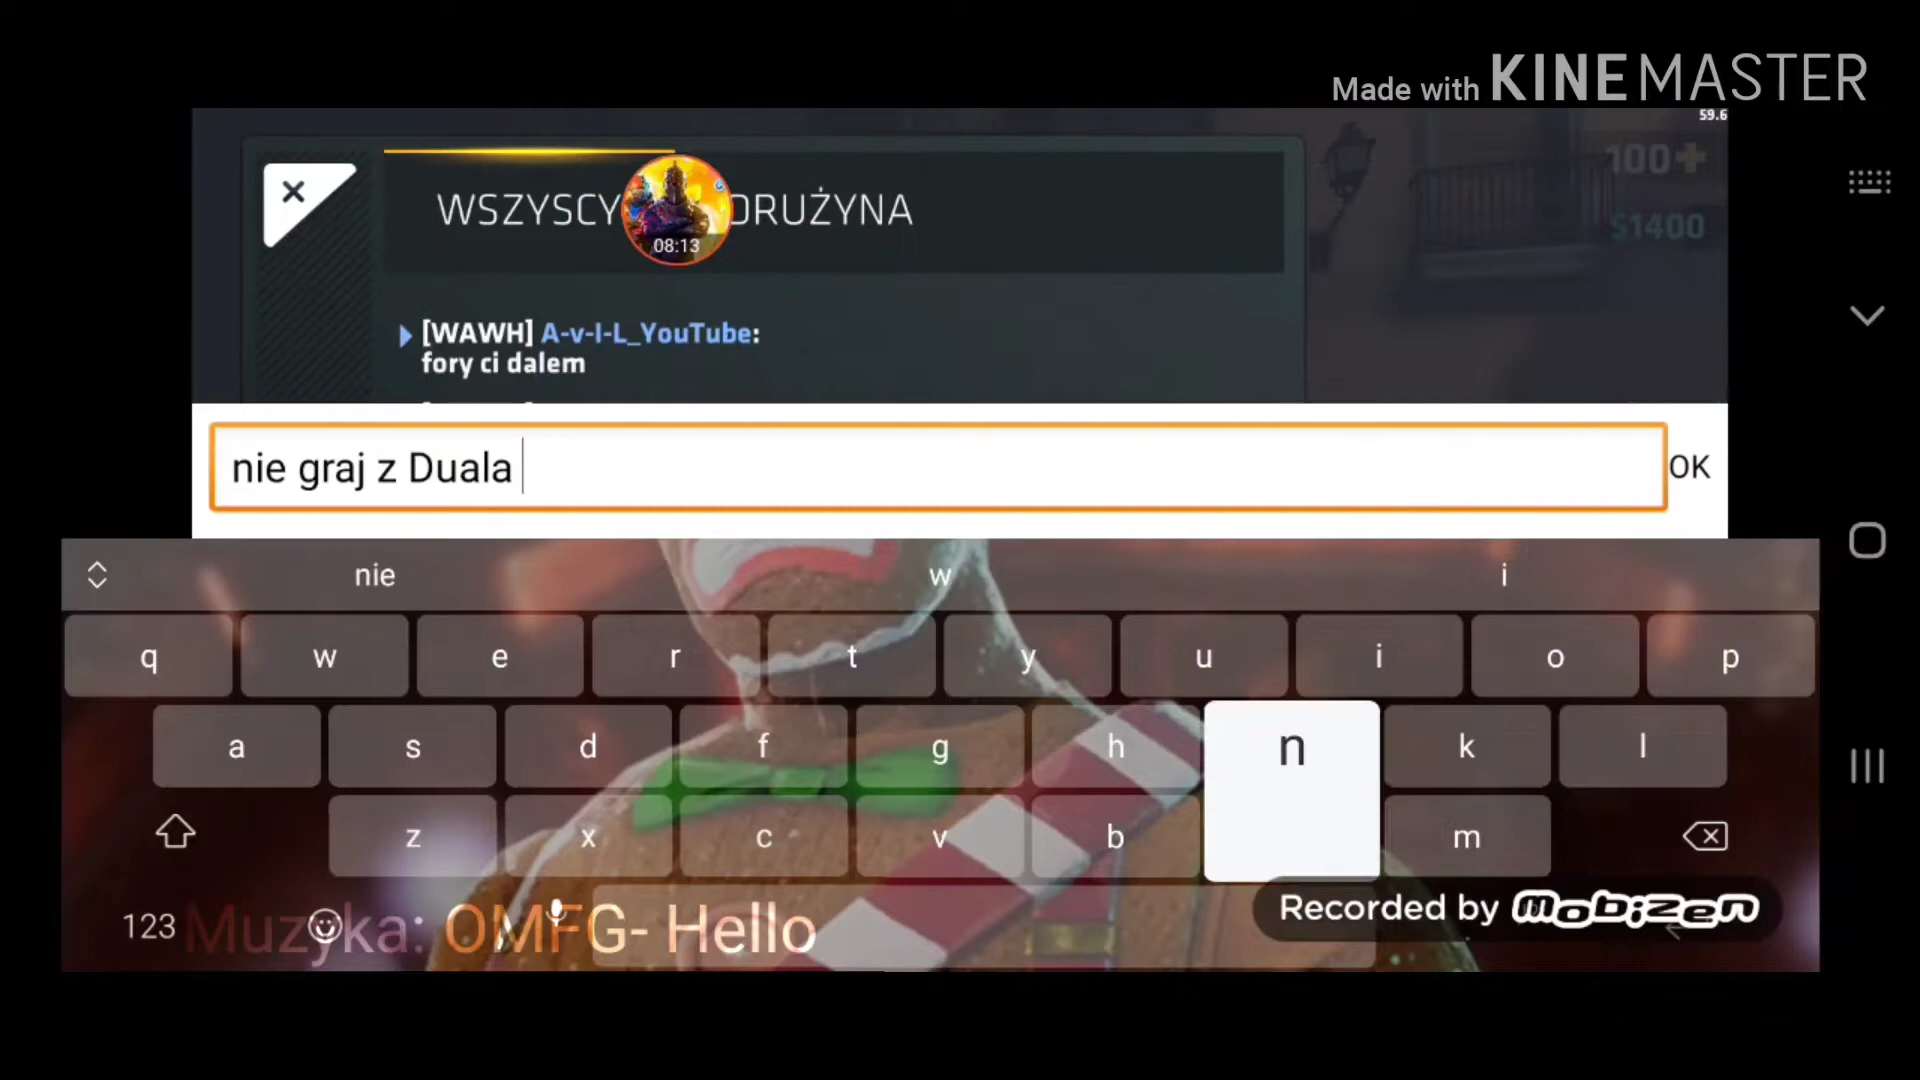 Made with KINEMASTER
59.6
100+
$1400
WSZYSCY DRUŻYNA
08:13
[WAWH] A-v-I-L_YouTube:
fory ci dalem
nie graj z Duala
OK
nie w i
q w e r t y u i o p
a s d f g h n k l
z x c v b m
123
Muzyka: OMFG- Hello
Recorded by Mobizen